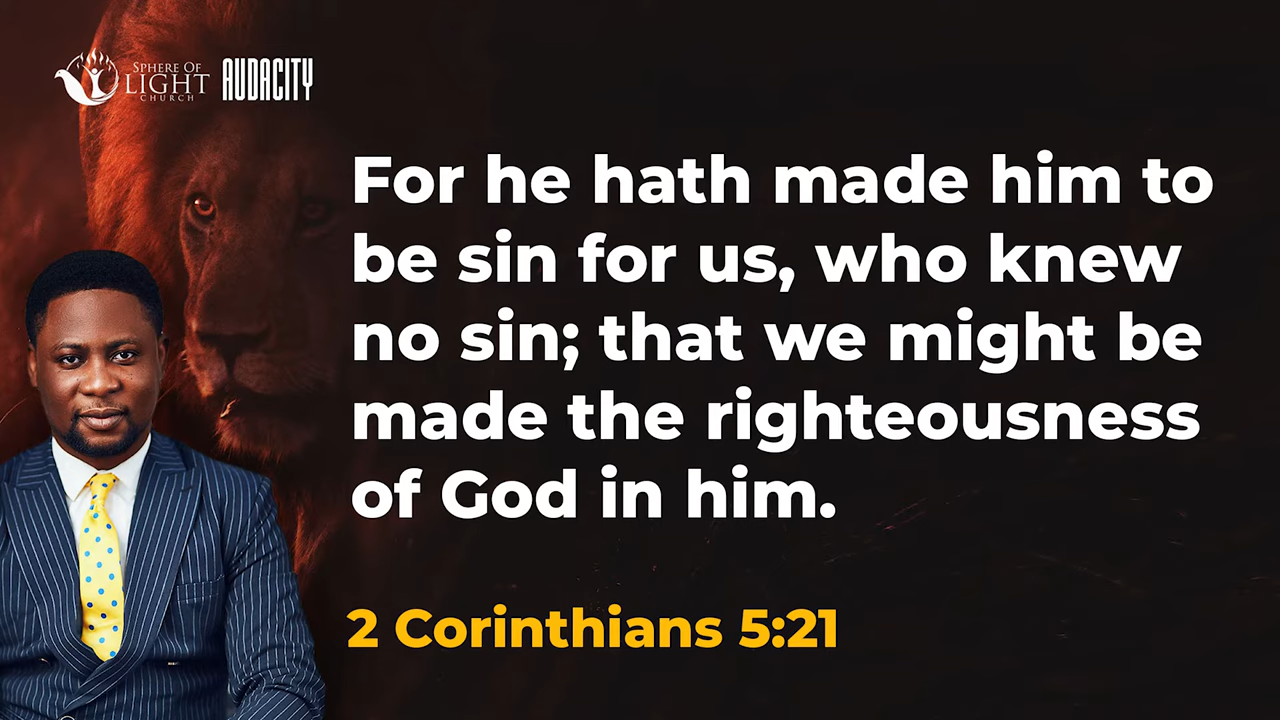 SPHERE OF
LIGHT
CHURCH
AUDACITY
For he hath made him to
be sin for us, who knew
no sin; that we might be
made the righteousness
of God in him.
2 Corinthians 5:21